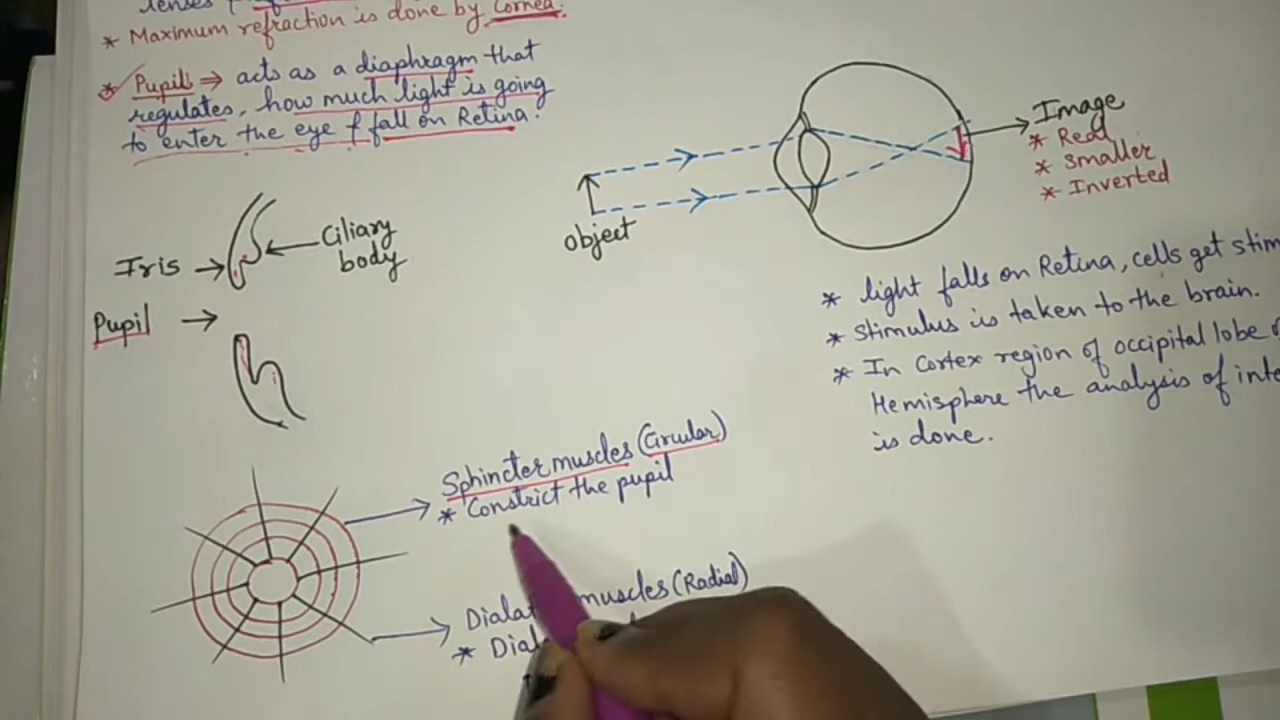 lenses &
* Maximum refraction is done by Cornea.
* Pupil ⇒ acts as a diaphragm that
regulates, how much light is going
to enter the eye & fall on Retina.
Iris →
Ciliary
body
Pupil →
object
Image
* Real
* Smaller
* Inverted
* light falls on Retina, cells get stim
* Stimulus is taken to the brain.
* In Cortex region of occipital lobe
Hemisphere the analysis of inte
is done.
Sphincter muscles (Circular)
* Constrict the pupil
muscles (Radial)
*